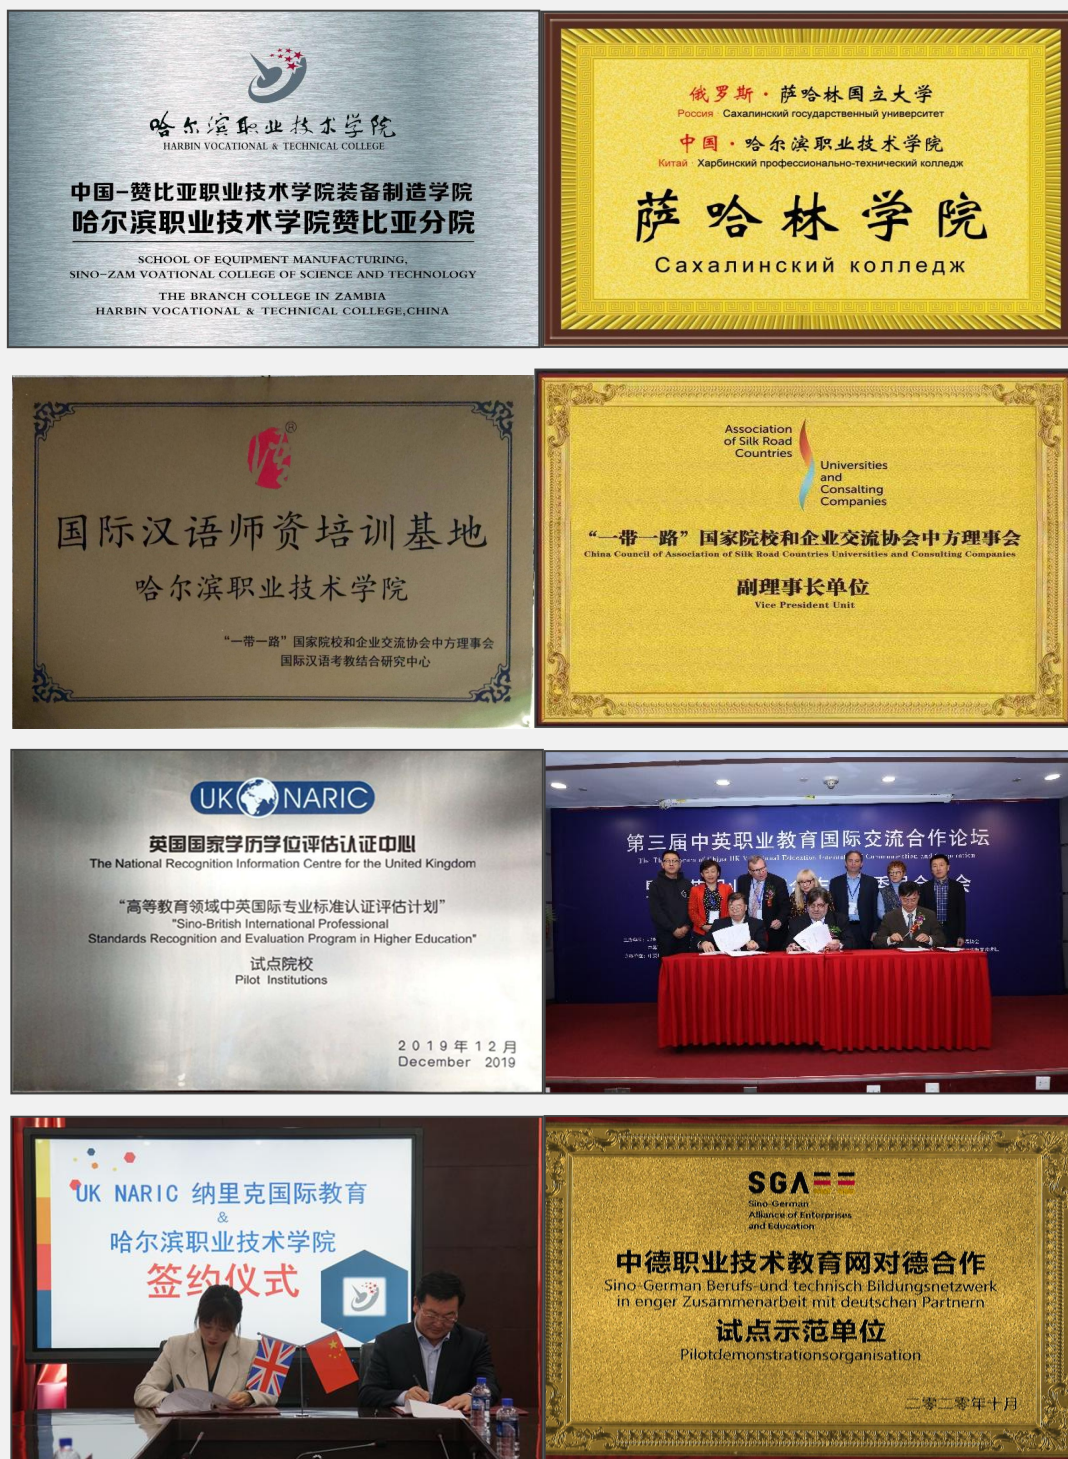 哈尔滨职业技术学院
HARBIN VOCATIONAL & TECHNICAL COLLEGE
中国-赞比亚职业技术学院装备制造学院
哈尔滨职业技术学院赞比亚分院
SCHOOL OF EQUIPMENT MANUFACTURING,
SINO-ZAM VOATIONAL COLLEGE OF SCIENCE AND TECHNOLOGY
THE BRANCH COLLEGE IN ZAMBIA
HARBIN VOCATIONAL & TECHNICAL COLLEGE,CHINA
俄罗斯·萨哈林国立大学
Россия Сахалинский государственный университет
中国·哈尔滨职业技术学院
Китай Харбинский профессионально-технический колледж
萨哈林学院
Сахалинский колледж
®
国际汉语师资培训基地
哈尔滨职业技术学院
“一带一路”国家院校和企业交流协会中方理事会
国际汉语考教结合研究中心
Association
of Silk Road
Countries
Universities
and
Consalting
Companies
“一带一路”国家院校和企业交流协会中方理事会
China Council of Association of Silk Road Countries Universities and Consulting Companies
副理事长单位
Vice President Unit
UK NARIC
英国国家学历学位评估认证中心
The National Recognition Information Centre for the United Kingdom
“高等教育领域中英国际专业标准认证评估计划”
"Sino-British International Professional
Standards Recognition and Evaluation Program in Higher Education"
试点院校
Pilot Institutions
2019年12月
December 2019
第三届中英职业教育国际交流合作论坛
UK NARIC 纳里克国际教育
&
哈尔滨职业技术学院
签约仪式
SGA
Sino-German
Alliance of Enterprises
and Education
中德职业技术教育网对德合作
Sino-German Berufs-und technisch Bildungsnetzwerk
in enger Zusammenarbeit mit deutschen Partnern
试点示范单位
Pilotdemonstrationsorganisation
二零二零年十月